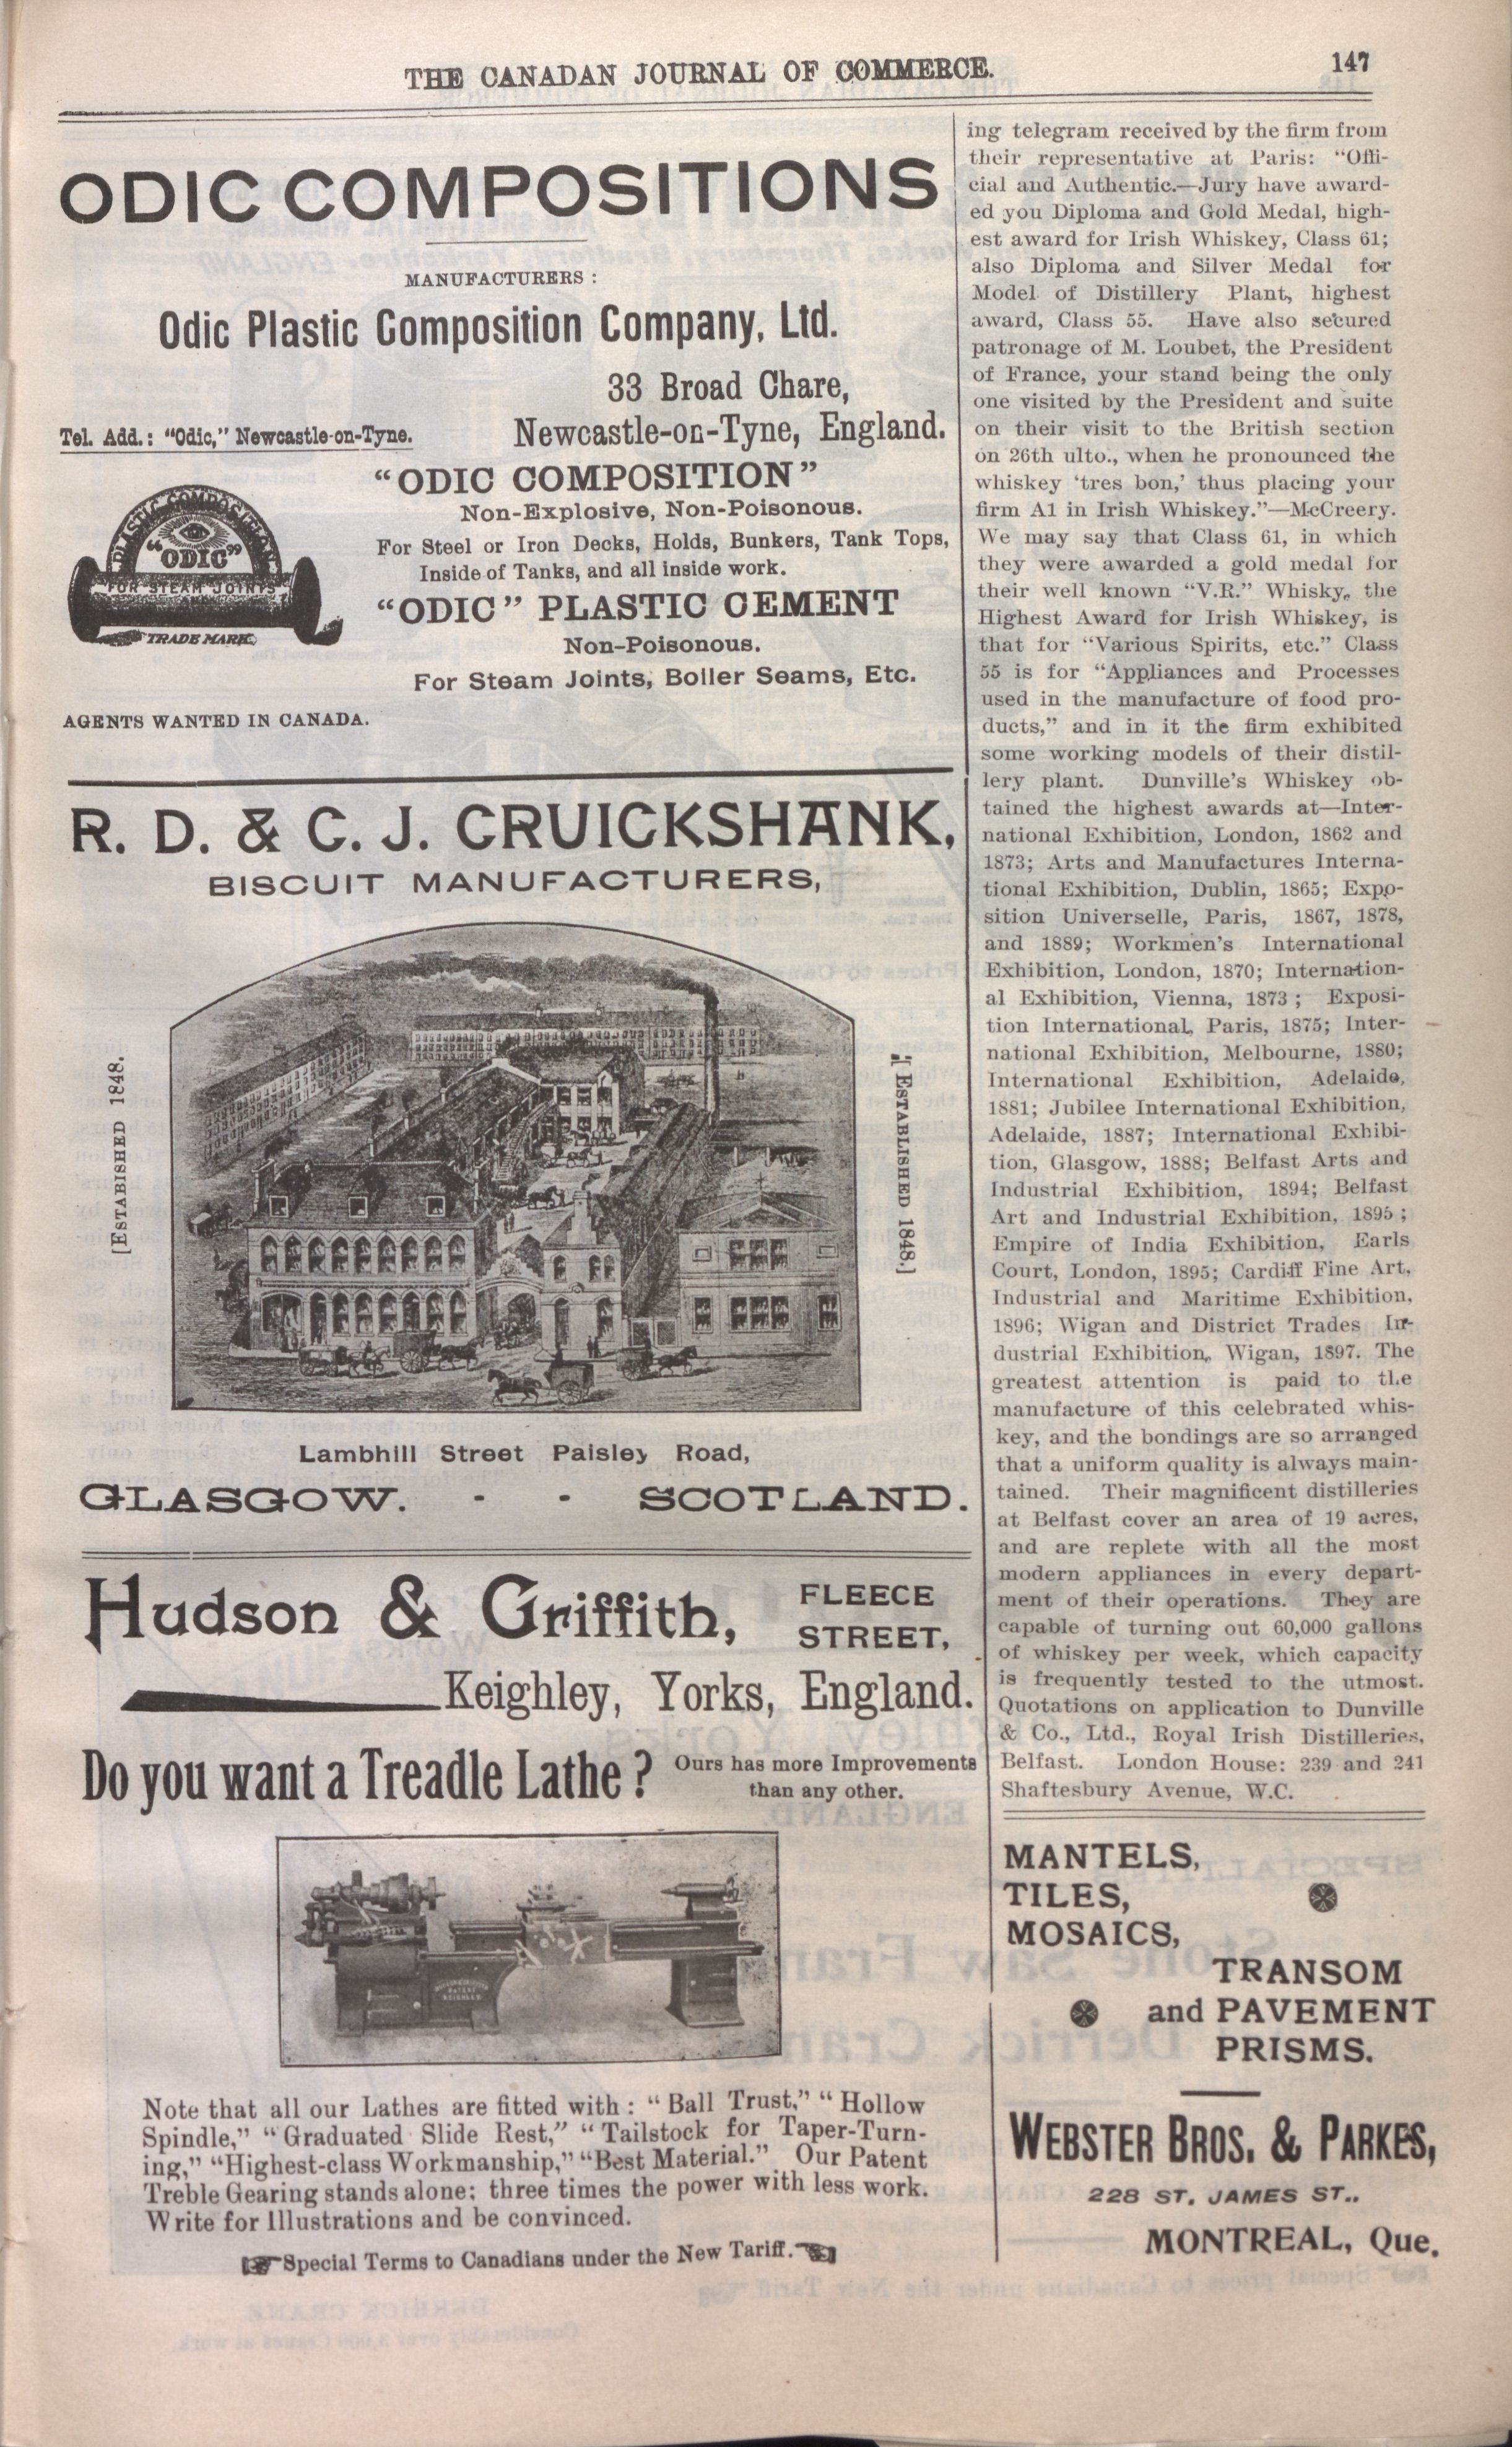 THE CANADAN JOURNAL OF COMMERCE.
147
ODIC COMPOSITIONS
MANUFACTURERS :
Odic Plastic Composition Company, Ltd.
33 Broad Chare,
Tel. Add.: “Odic,” Newcastle-on-Tyne.
Newcastle-on-Tyne, England.
“ODIC COMPOSITION”
Non-Explosive, Non-Poisonous.
For Steel or Iron Decks, Holds, Bunkers, Tank Tops,
Inside of Tanks, and all inside work.
“ODIC” PLASTIC CEMENT
Non-Poisonous.
For Steam Joints, Boiler Seams, Etc.
PLASTIC COMPOSITION
“ODIC”
FOR STEAM JOINTS
TRADE MARK
AGENTS WANTED IN CANADA.
R. D. & C. J. CRUICKSHANK,
BISCUIT MANUFACTURERS,
[ESTABISHED 1848.
[ESTABLISHED 1848.]
Lambhill Street Paisley Road,
GLASGOW. - - SCOTLAND.
Hudson & Griffith,
FLEECE
STREET,
Keighley, Yorks, England.
Do you want a Treadle Lathe ?
Ours has more Improvements
than any other.
Note that all our Lathes are fitted with : “Ball Trust,” “Hollow
Spindle,” “Graduated Slide Rest,” “Tailstock for Taper-Turn-
ing,” “Highest-class Workmanship,” “Best Material.” Our Patent
Treble Gearing stands alone; three times the power with less work.
Write for Illustrations and be convinced.
Special Terms to Canadians under the New Tariff.
ing telegram received by the firm from
their representative at Paris: “Offi-
cial and Authentic.—Jury have award-
ed you Diploma and Gold Medal, high-
est award for Irish Whiskey, Class 61;
also Diploma and Silver Medal for
Model of Distillery Plant, highest
award, Class 55. Have also secured
patronage of M. Loubet, the President
of France, your stand being the only
one visited by the President and suite
on their visit to the British section
on 26th ulto., when he pronounced the
whiskey ‘tres bon,’ thus placing your
firm A1 in Irish Whiskey.”—McCreery.
We may say that Class 61, in which
they were awarded a gold medal for
their well known “V.R.” Whisky, the
Highest Award for Irish Whiskey, is
that for “Various Spirits, etc.” Class
55 is for “Appliances and Processes
used in the manufacture of food pro-
ducts,” and in it the firm exhibited
some working models of their distil-
lery plant. Dunville's Whiskey ob-
tained the highest awards at—Inter-
national Exhibition, London, 1862 and
1873; Arts and Manufactures Interna-
tional Exhibition, Dublin, 1865; Expo-
sition Universelle, Paris, 1867, 1878,
and 1889; Workmen's International
Exhibition, London, 1870; Internation-
al Exhibition, Vienna, 1873 ; Exposi-
tion International, Paris, 1875; Inter-
national Exhibition, Melbourne, 1880;
International Exhibition, Adelaide,
1881; Jubilee International Exhibition,
Adelaide, 1887; International Exhibi-
tion, Glasgow, 1888; Belfast Arts and
Industrial Exhibition, 1894; Belfast
Art and Industrial Exhibition, 1895 ;
Empire of India Exhibition, Earls
Court, London, 1895; Cardiff Fine Art,
Industrial and Maritime Exhibition,
1896; Wigan and District Trades In-
dustrial Exhibition, Wigan, 1897. The
greatest attention is paid to the
manufacture of this celebrated whis-
key, and the bondings are so arranged
that a uniform quality is always main-
tained. Their magnificent distilleries
at Belfast cover an area of 19 acres,
and are replete with all the most
modern appliances in every depart-
ment of their operations. They are
capable of turning out 60,000 gallons
of whiskey per week, which capacity
is frequently tested to the utmost.
Quotations on application to Dunville
& Co., Ltd., Royal Irish Distilleries,
Belfast. London House: 239 and 241
Shaftesbury Avenue, W.C.
MANTELS,
TILES,
MOSAICS,
TRANSOM
and PAVEMENT
PRISMS.
WEBSTER BROS. & PARKES,
228 ST. JAMES ST..
MONTREAL, Que.